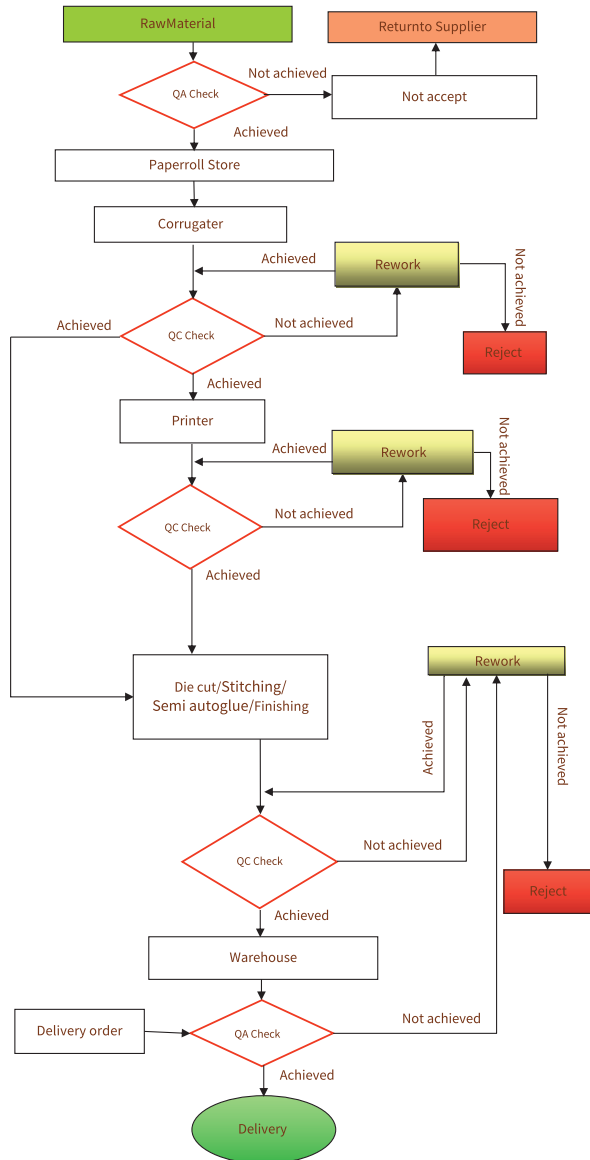 RawMaterial
Returnto Supplier
QA Check
Not achieved
Not accept
Achieved
Paperroll Store
Corrugater
Achieved
Rework
Not achieved
Achieved
QC Check
Not achieved
Reject
Achieved
Printer
Achieved
Rework
Not achieved
QC Check
Not achieved
Reject
Achieved
Die cut/Stitching/
Semi autoglue/Finishing
Rework
Achieved
Not achieved
QC Check
Not achieved
Reject
Achieved
Warehouse
Delivery order
QA Check
Not achieved
Achieved
Delivery